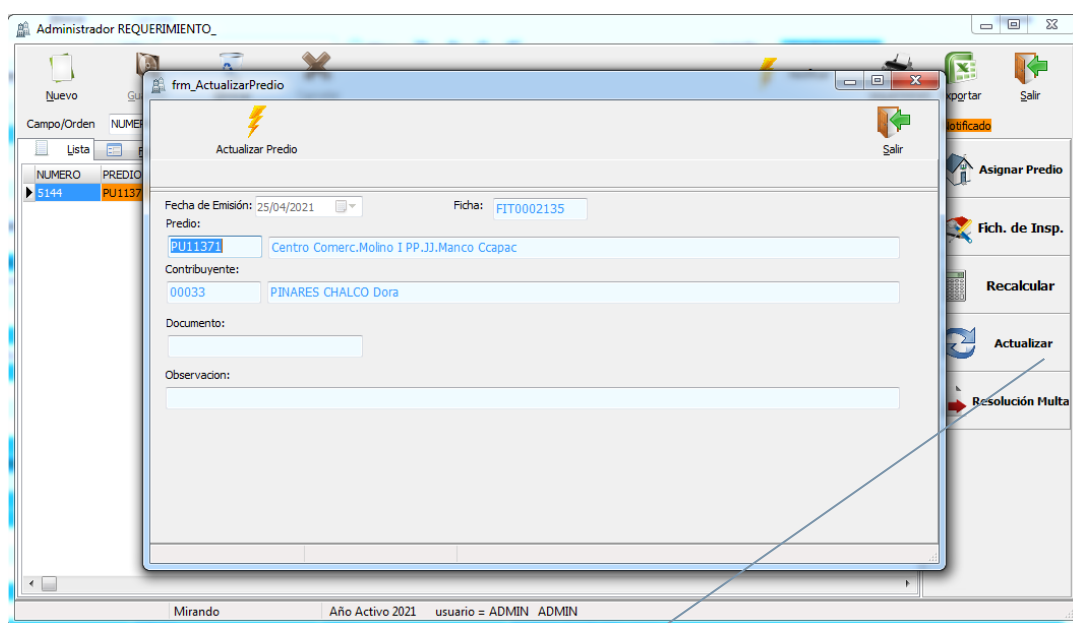 Administrador REQUERIMIENTO_
Nuevo
Exportar
Salir
Campo/Orden
Notificado
Lista
NUMERO PREDIO
5144 PU1137
frm_ActualizarPredio
Actualizar Predio
Salir
Fecha de Emisión: 25/04/2021 Ficha: FIT0002135
Predio:
PU11371 Centro Comerc.Molino I PP.JJ.Manco Ccapac
Contribuyente:
00033 PINARES CHALCO Dora
Documento:
Observacion:
Asignar Predio
Fich. de Insp.
Recalcular
Actualizar
Resolución Multa
Mirando Año Activo 2021 usuario = ADMIN ADMIN